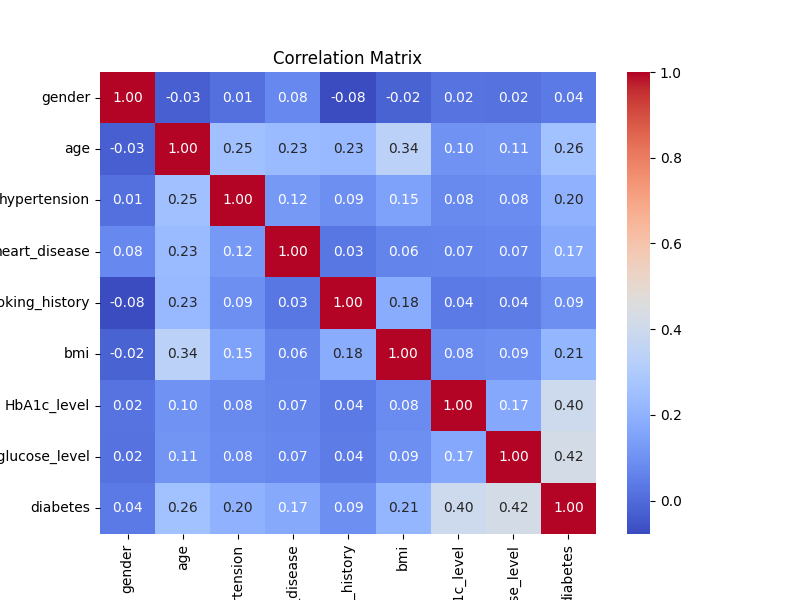 Correlation Matrix
gender 1.00 -0.03 0.01 0.08 -0.08 -0.02 0.02 0.02 0.04
age -0.03 1.00 0.25 0.23 0.23 0.34 0.10 0.11 0.26
hypertension 0.01 0.25 1.00 0.12 0.09 0.15 0.08 0.08 0.20
heart_disease 0.08 0.23 0.12 1.00 0.03 0.06 0.07 0.07 0.17
oking_history -0.08 0.23 0.09 0.03 1.00 0.18 0.04 0.04 0.09
bmi -0.02 0.34 0.15 0.06 0.18 1.00 0.08 0.09 0.21
HbA1c_level 0.02 0.10 0.08 0.07 0.04 0.08 1.00 0.17 0.40
glucose_level 0.02 0.11 0.08 0.07 0.04 0.09 0.17 1.00 0.42
diabetes 0.04 0.26 0.20 0.17 0.09 0.21 0.40 0.42 1.00
gender age rtension _disease _history bmi 1c_level se_level diabetes
1.0
0.8
0.6
0.4
0.2
0.0